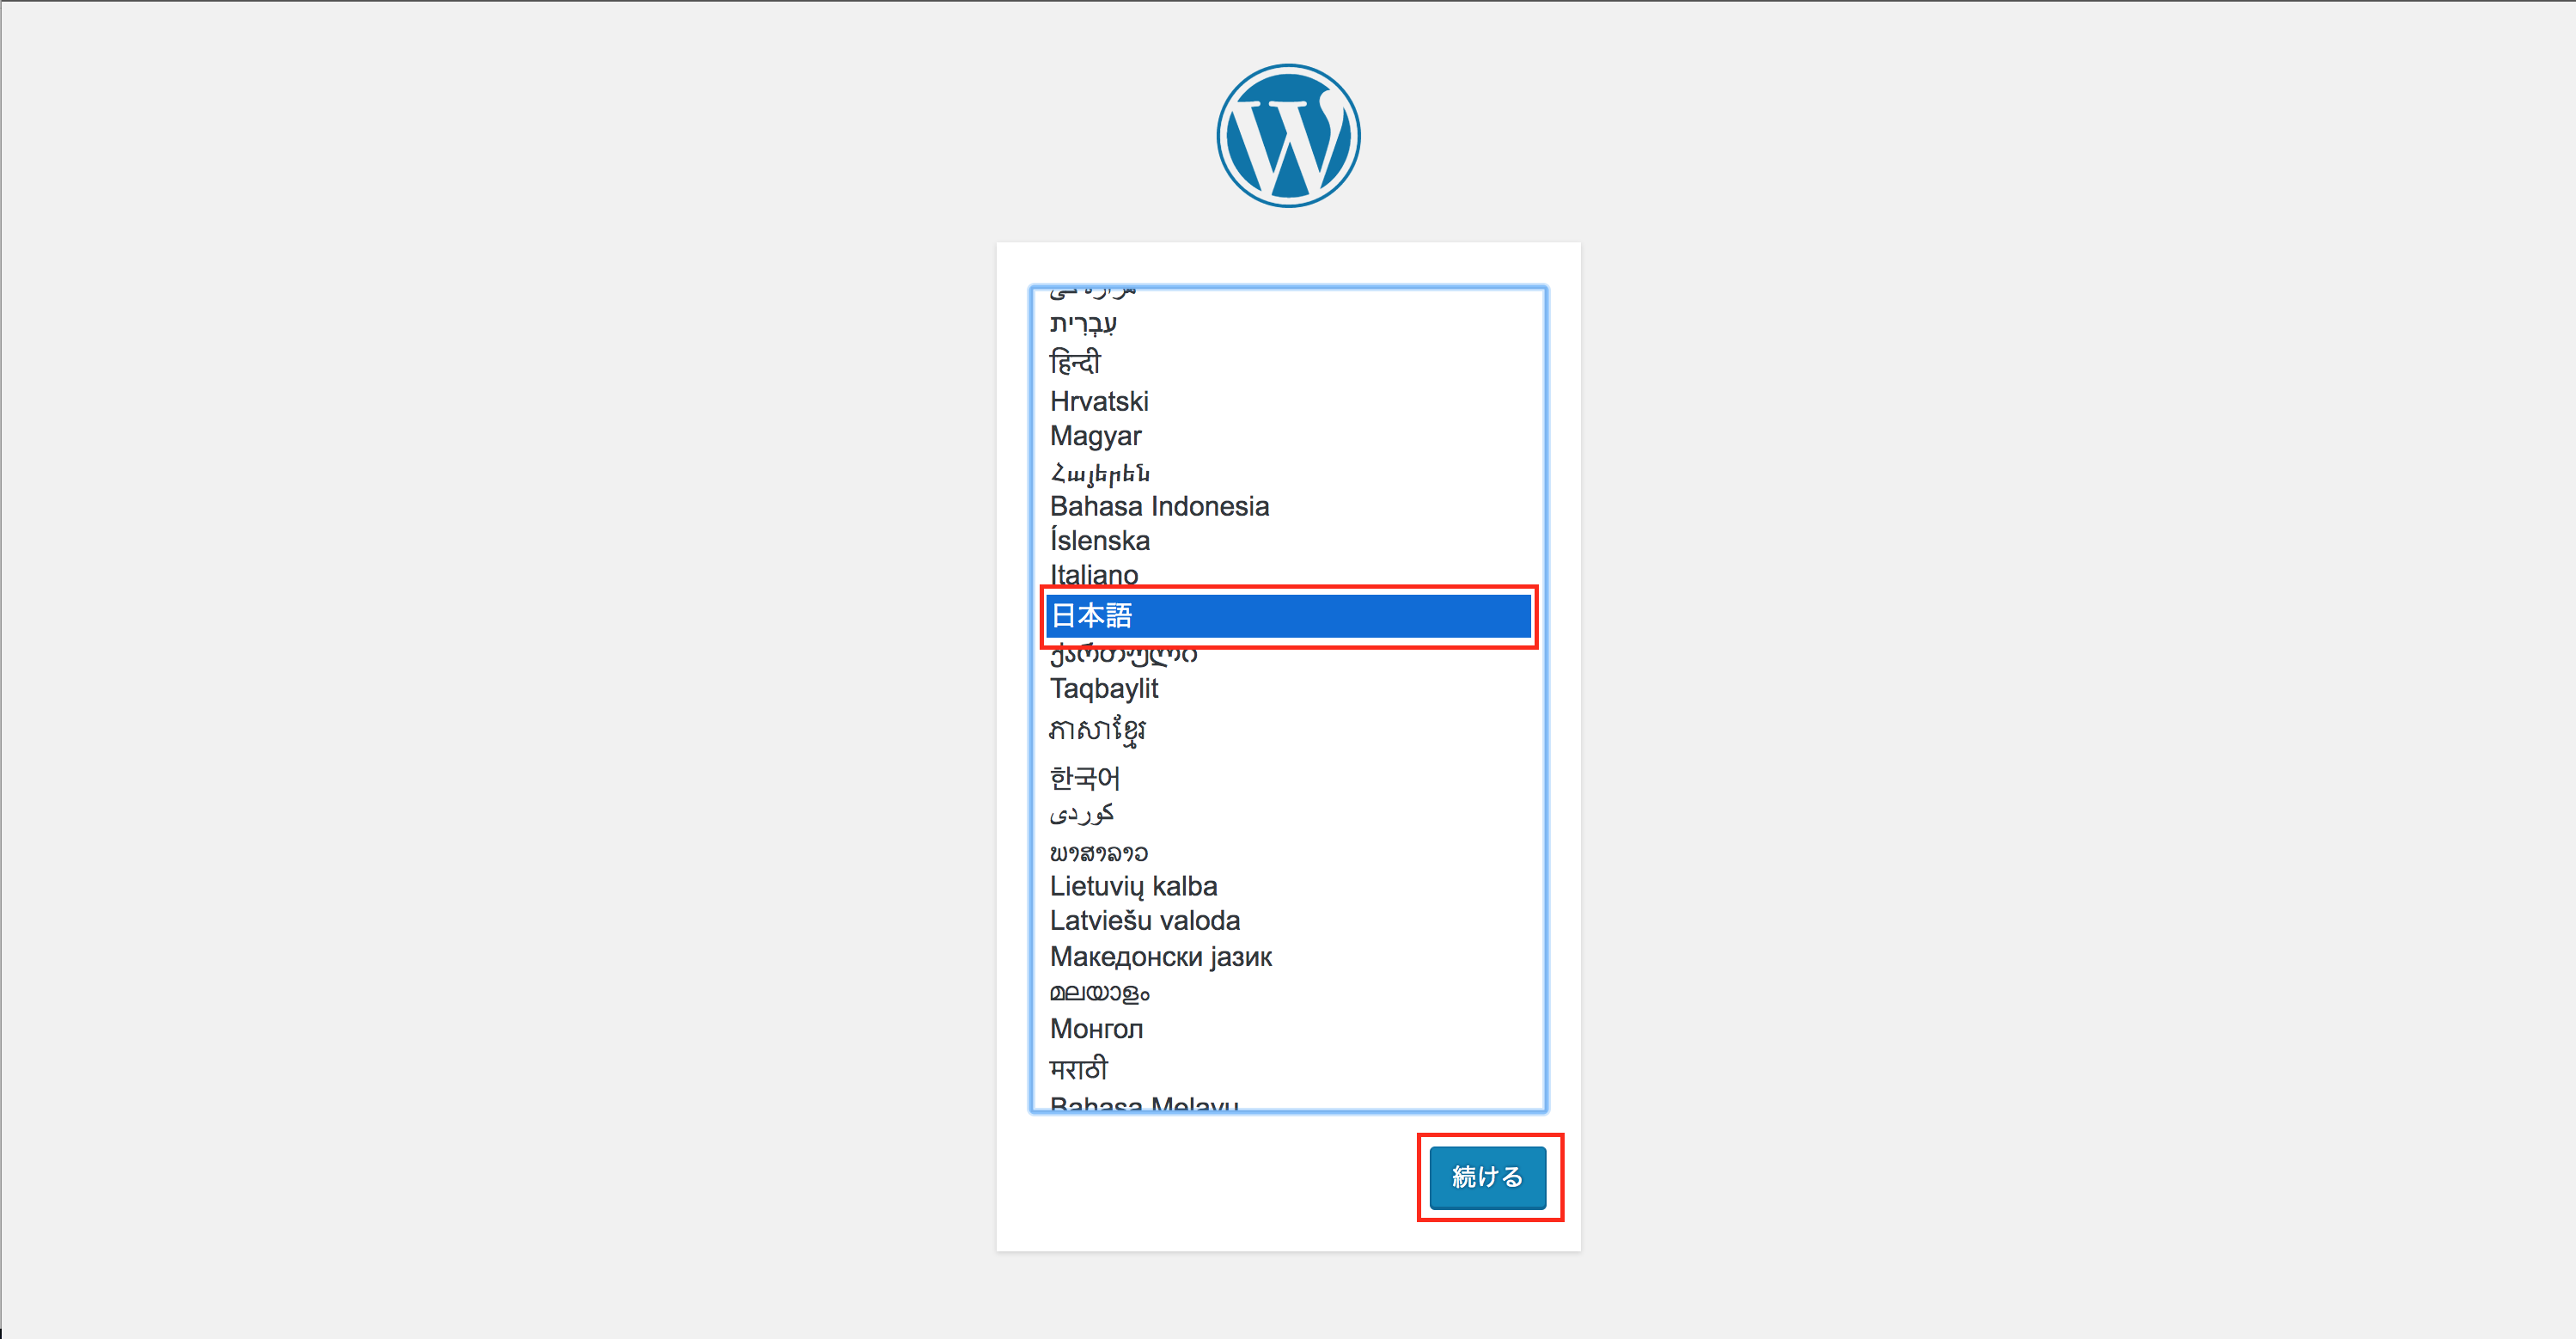 هزاره گی
עִבְרִית
हिन्दी
Hrvatski
Magyar
Հայերեն
Bahasa Indonesia
Íslenska
Italiano
日本語
ქართული
Taqbaylit
ភាសាខ្មែរ
한국어
كوردی
ພາສາລາວ
Lietuvių kalba
Latviešu valoda
Македонски јазик
മലയാളം
Монгол
मराठी
Bahasa Melayu
続ける